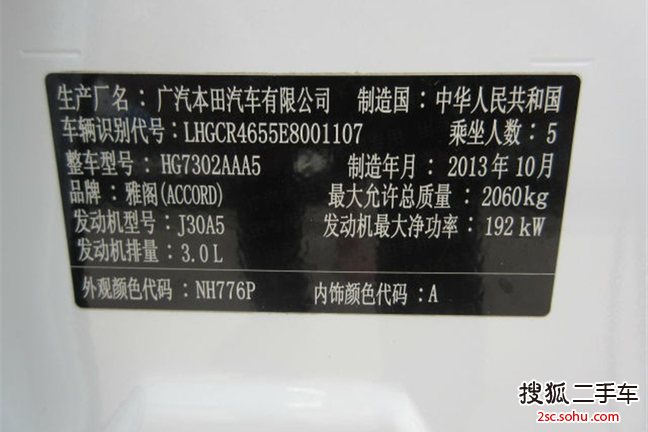 生产厂名：广汽本田汽车有限公司 制造国：中华人民共和国
车辆识别代号：LHGCR4655E8001107 乘坐人数：5
整车型号：HG7302AAA5 制造年月：2013年10月
品牌：雅阁(ACCORD) 最大允许总质量：2060kg
发动机型号：J30A5 发动机最大净功率：192kW
发动机排量：3.0L
外观颜色代码：NH776P 内饰颜色代码：A
搜狐二手车
2sc.sohu.com